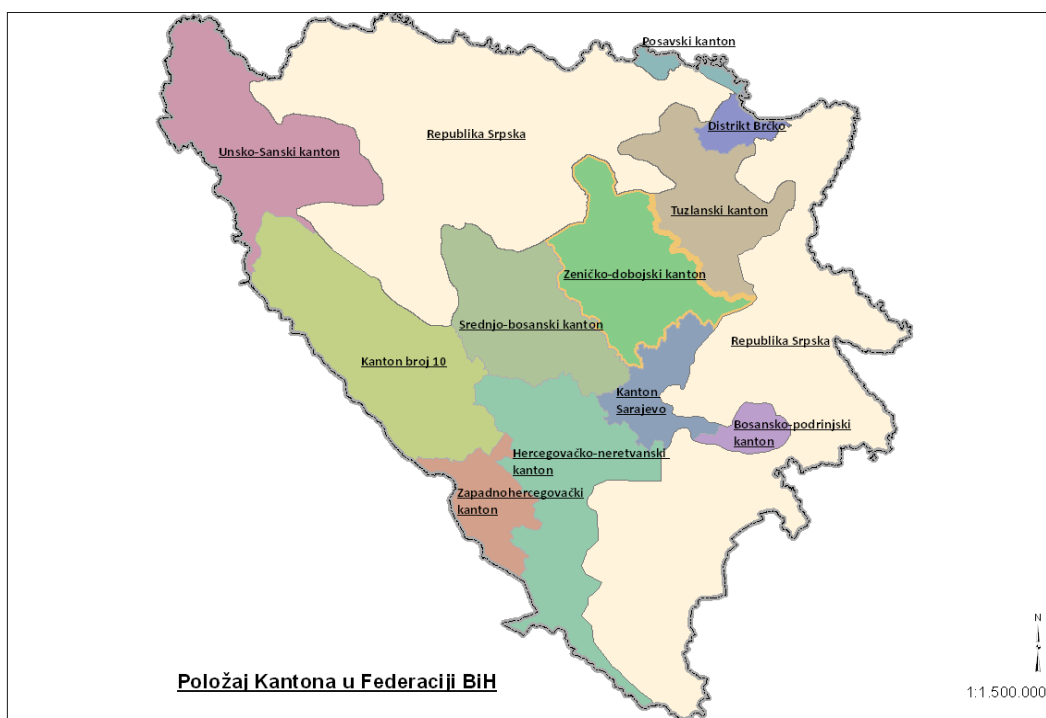 Posavski kanton
Distrikt Brčko
Republika Srpska
Unsko-Sanski kanton
Tuzlanski kanton
Zeničko-dobojski kanton
Srednjo-bosanski kanton
Republika Srpska
Kanton broj 10
Kanton
Sarajevo
Bosansko-podrinjski
kanton
Hercegovačko-neretvanski
kanton
Zapadnohercegovački
kanton
N
Položaj Kantona u Federaciji BiH
1:1.500.000